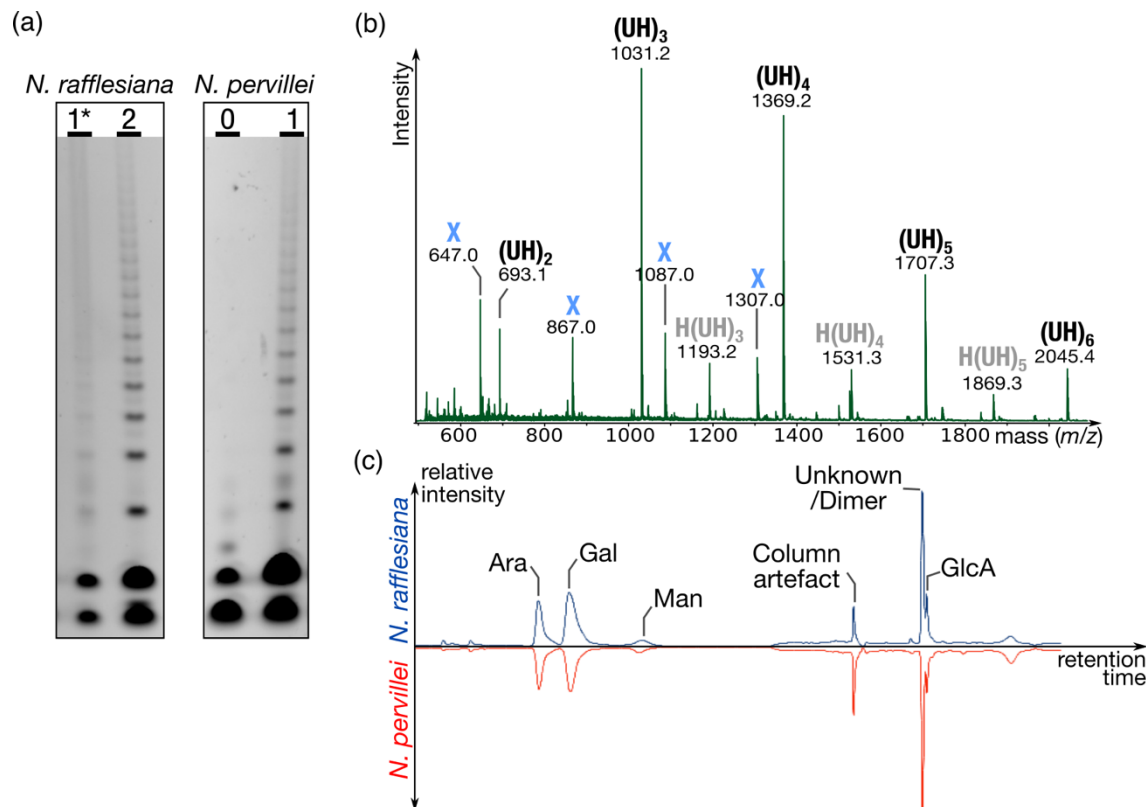 (a)
N. rafflesiana
N. pervillei
1*
2
0
1
(b)
Intensity
(UH)3
1031.2
(UH)4
1369.2
X
647.0
(UH)2
693.1
X
867.0
X
1087.0
H(UH)3
1193.2
X
1307.0
H(UH)4
1531.3
(UH)5
1707.3
H(UH)5
1869.3
(UH)6
2045.4
600
800
1000
1200
1400
1600
1800
mass (m/z)
(c)
relative
intensity
N. rafflesiana
N. pervillei
Ara
Gal
Man
Column
artefact
Unknown
/Dimer
GlcA
retention
time